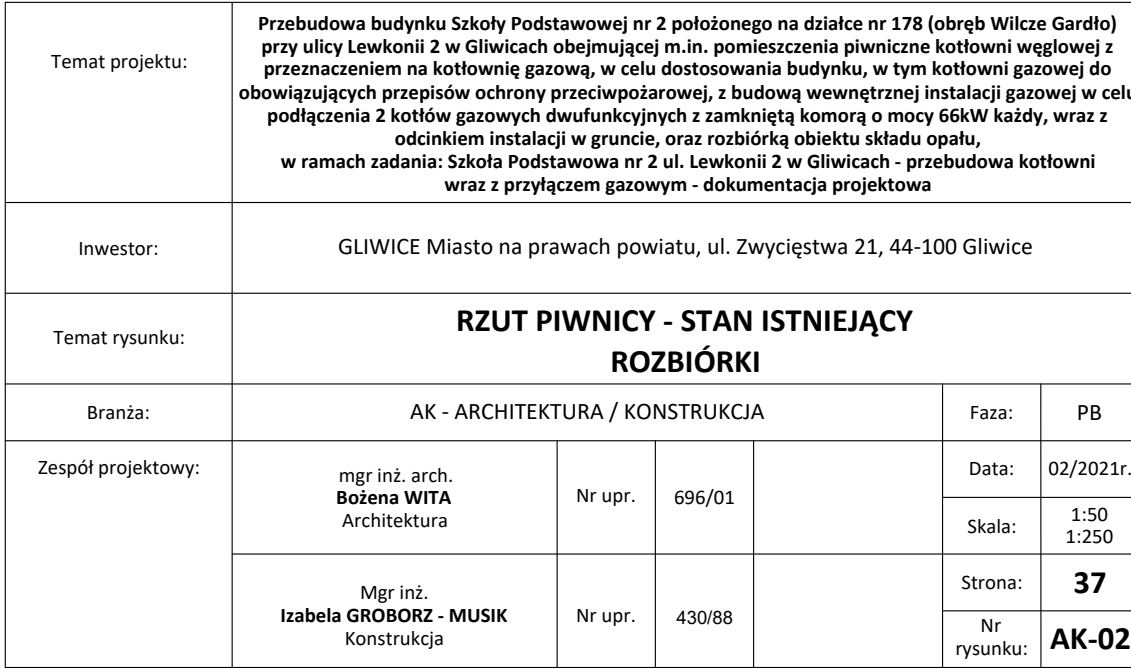 Temat projektu:
Przebudowa budynku Szkoły Podstawowej nr 2 położonego na działce nr 178 (obręb Wilcze Gardło)
przy ulicy Lewkonii 2 w Gliwicach obejmującej m.in. pomieszczenia piwniczne kotłowni węglowej z
przeznaczeniem na kotłownię gazową, w celu dostosowania budynku, w tym kotłowni gazowej do
obowiązujących przepisów ochrony przeciwpożarowej, z budową wewnętrznej instalacji gazowej w celu
podłączenia 2 kotłów gazowych dwufunkcyjnych z zamkniętą komorą o mocy 66kW każdy, wraz z
odcinkiem instalacji w gruncie, oraz rozbiórką obiektu składu opału,
w ramach zadania: Szkoła Podstawowa nr 2 ul. Lewkonii 2 w Gliwicach - przebudowa kotłowni
wraz z przyłączem gazowym - dokumentacja projektowa
Inwestor:
GLIWICE Miasto na prawach powiatu, ul. Zwycięstwa 21, 44-100 Gliwice
Temat rysunku:
RZUT PIWNICY - STAN ISTNIEJĄCY
ROZBIÓRKI
Branża:
AK - ARCHITEKTURA / KONSTRUKCJA
Faza:
PB
Zespół projektowy:
mgr inż. arch.
Bożena WITA
Architektura
Nr upr.
696/01
Data:
02/2021r.
Skala:
1:50
1:250
Mgr inż.
Izabela GROBORZ - MUSIK
Konstrukcja
Nr upr.
430/88
Strona:
37
Nr
rysunku:
AK-02